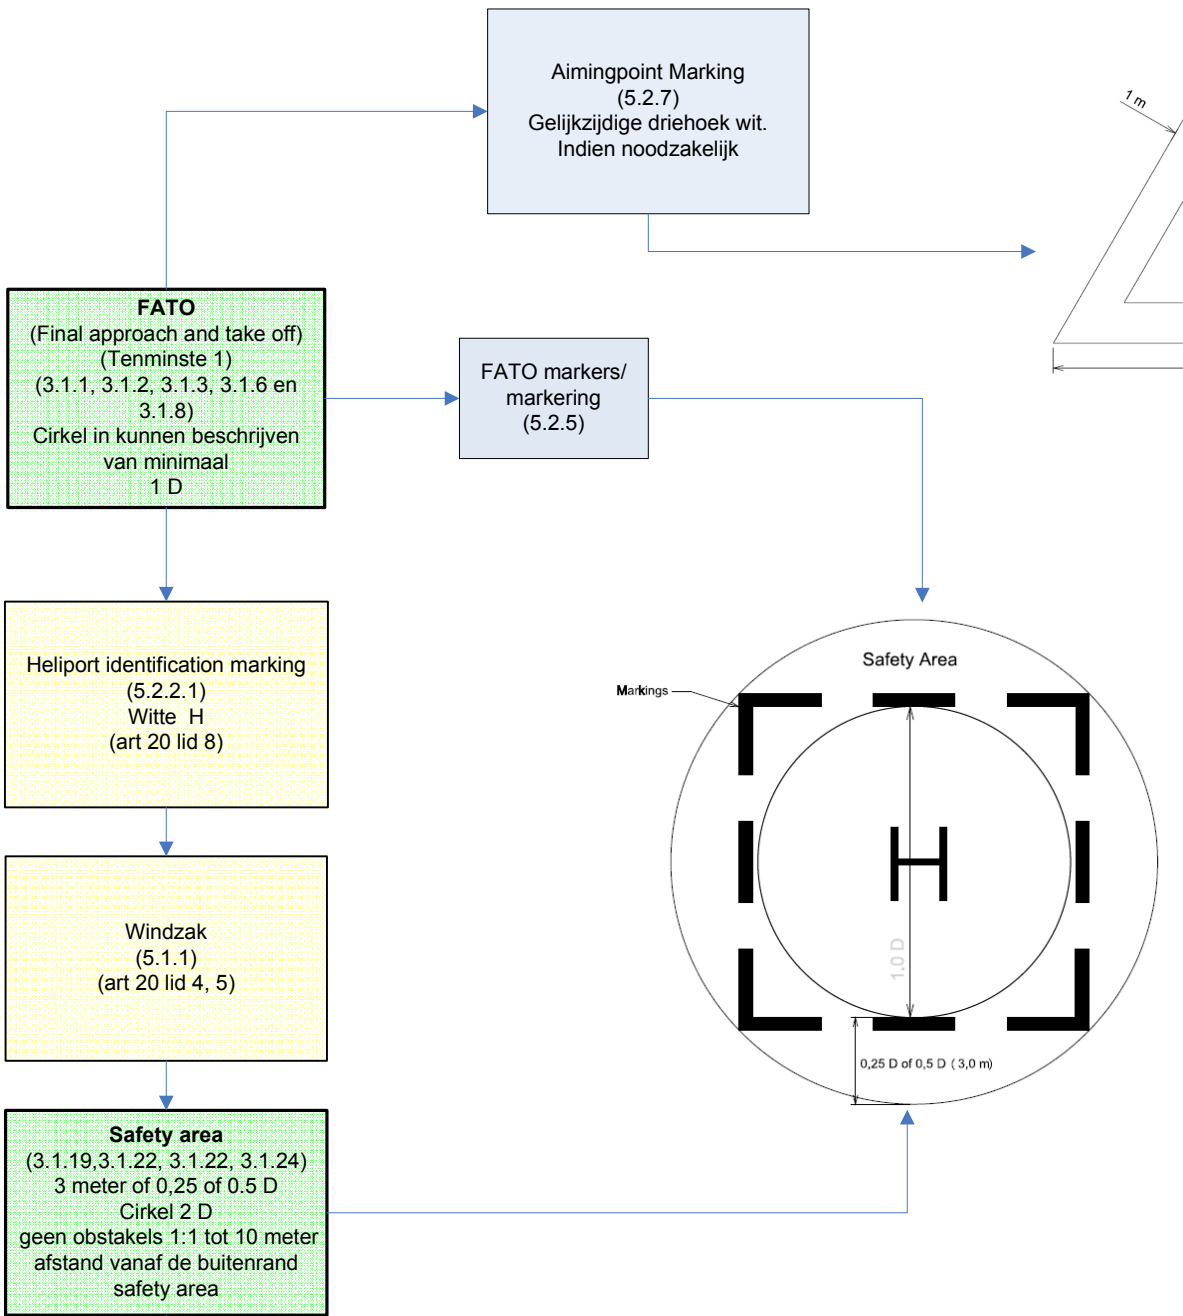 Aimingpoint Marking
(5.2.7)
Gelijkzijdige driehoek wit.
Indien noodzakelijk
1 m
FATO
(Final approach and take off)
(Tenminste 1)
(3.1.1, 3.1.2, 3.1.3, 3.1.6 en
3.1.8)
Cirkel in kunnen beschrijven
van minimaal
1 D
FATO markers/
markering
(5.2.5)
Heliport identification marking
(5.2.2.1)
Witte H
(art 20 lid 8)
Safety Area
Markings
H
1.0 D
0,25 D of 0,5 D ( 3,0 m)
Windzak
(5.1.1)
(art 20 lid 4, 5)
Safety area
(3.1.19,3.1.22, 3.1.22, 3.1.24)
3 meter of 0,25 of 0.5 D
Cirkel 2 D
geen obstakels 1:1 tot 10 meter
afstand vanaf de buitenrand
safety area